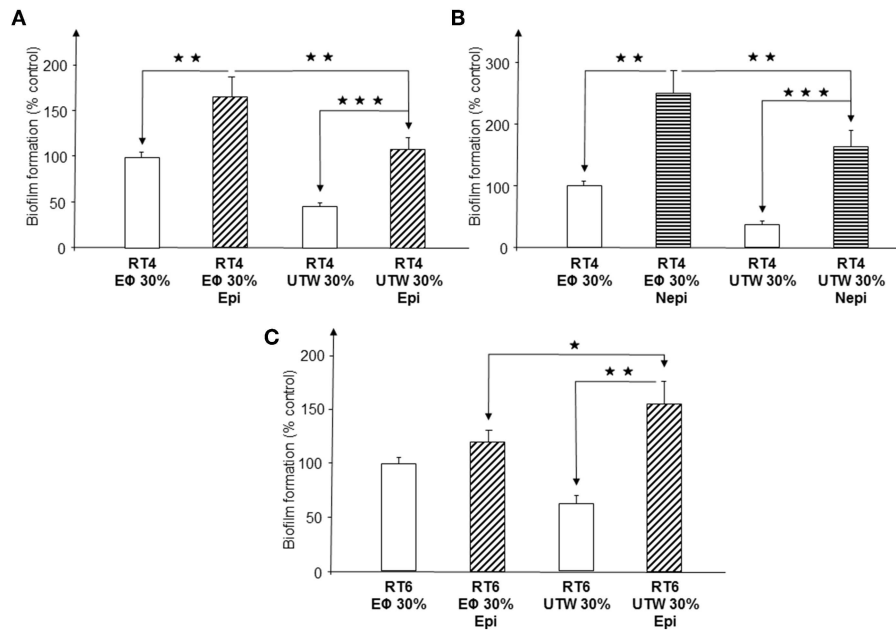 A
Biofilm formation (% control)
200
150
100
50
0
★ ★
★ ★
★ ★ ★
RT4
EΦ 30%
RT4
EΦ 30%
Epi
RT4
UTW 30%
RT4
UTW 30%
Epi
B
Biofilm formation (% control)
300
200
100
0
★ ★
★ ★
★ ★ ★
RT4
EΦ 30%
RT4
EΦ 30%
Nepi
RT4
UTW 30%
RT4
UTW 30%
Nepi
C
Biofilm formation (% control)
200
150
100
50
0
★
★ ★
RT6
EΦ 30%
RT6
EΦ 30%
Epi
RT6
UTW 30%
RT6
UTW 30%
Epi